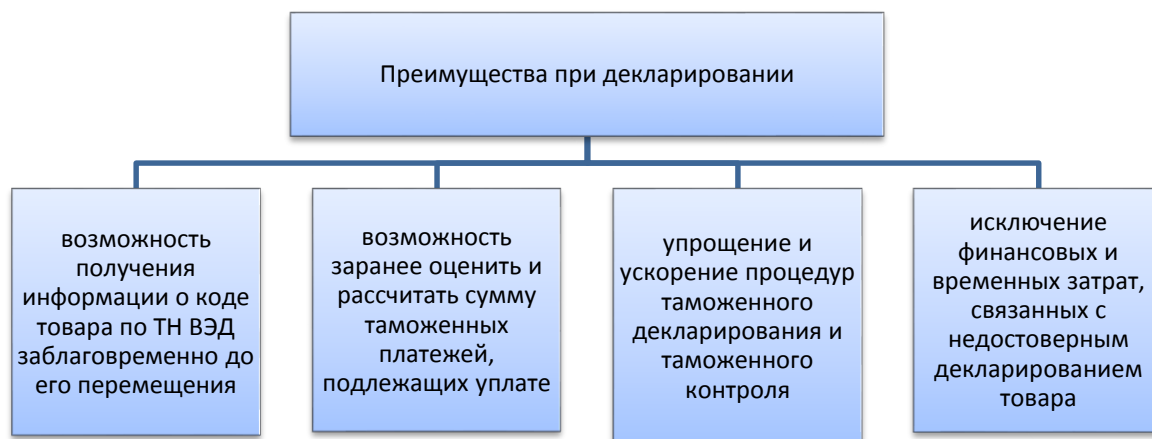 Преимущества при декларировании
возможность
получения
информации о коде
товара по ТН ВЭД
заблаговременно до
его перемещения
возможность
заранее оценить и
рассчитать сумму
таможенных
платежей,
подлежащих уплате
упрощение и
ускорение процедур
таможенного
декларирования и
таможенного
контроля
исключение
финансовых и
временных затрат,
связанных с
недостоверным
декларированием
товара